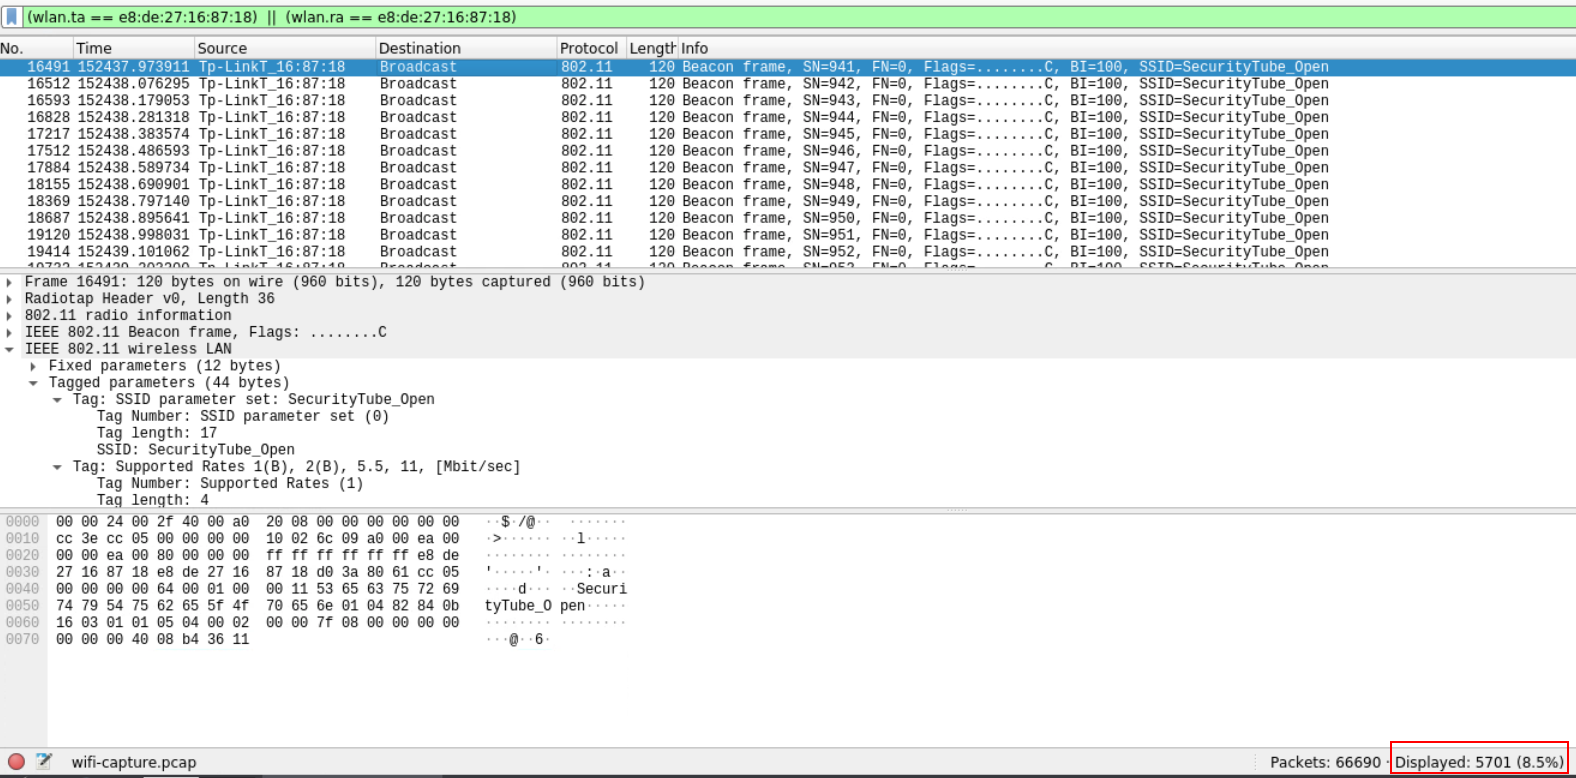 (wlan.ta == e8:de:27:16:87:18) || (wlan.ra == e8:de:27:16:87:18)
No. Time Source Destination Protocol Length Info
16491 152437.973911 Tp-LinkT_16:87:18 Broadcast 802.11 120 Beacon frame, SN=941, FN=0, Flags=........C, BI=100, SSID=SecurityTube_Open
16512 152438.076295 Tp-LinkT_16:87:18 Broadcast 802.11 120 Beacon frame, SN=942, FN=0, Flags=........C, BI=100, SSID=SecurityTube_Open
16593 152438.179053 Tp-LinkT_16:87:18 Broadcast 802.11 120 Beacon frame, SN=943, FN=0, Flags=........C, BI=100, SSID=SecurityTube_Open
16828 152438.281318 Tp-LinkT_16:87:18 Broadcast 802.11 120 Beacon frame, SN=944, FN=0, Flags=........C, BI=100, SSID=SecurityTube_Open
17217 152438.383574 Tp-LinkT_16:87:18 Broadcast 802.11 120 Beacon frame, SN=945, FN=0, Flags=........C, BI=100, SSID=SecurityTube_Open
17512 152438.486593 Tp-LinkT_16:87:18 Broadcast 802.11 120 Beacon frame, SN=946, FN=0, Flags=........C, BI=100, SSID=SecurityTube_Open
17884 152438.589734 Tp-LinkT_16:87:18 Broadcast 802.11 120 Beacon frame, SN=947, FN=0, Flags=........C, BI=100, SSID=SecurityTube_Open
18155 152438.690901 Tp-LinkT_16:87:18 Broadcast 802.11 120 Beacon frame, SN=948, FN=0, Flags=........C, BI=100, SSID=SecurityTube_Open
18369 152438.797140 Tp-LinkT_16:87:18 Broadcast 802.11 120 Beacon frame, SN=949, FN=0, Flags=........C, BI=100, SSID=SecurityTube_Open
18687 152438.895641 Tp-LinkT_16:87:18 Broadcast 802.11 120 Beacon frame, SN=950, FN=0, Flags=........C, BI=100, SSID=SecurityTube_Open
19120 152438.998031 Tp-LinkT_16:87:18 Broadcast 802.11 120 Beacon frame, SN=951, FN=0, Flags=........C, BI=100, SSID=SecurityTube_Open
19414 152439.101062 Tp-LinkT_16:87:18 Broadcast 802.11 120 Beacon frame, SN=952, FN=0, Flags=........C, BI=100, SSID=SecurityTube_Open
Frame 16491: 120 bytes on wire (960 bits), 120 bytes captured (960 bits)
Radiotap Header v0, Length 36
802.11 radio information
IEEE 802.11 Beacon frame, Flags: ........C
IEEE 802.11 wireless LAN
Fixed parameters (12 bytes)
Tagged parameters (44 bytes)
Tag: SSID parameter set: SecurityTube_Open
Tag Number: SSID parameter set (0)
Tag length: 17
SSID: SecurityTube_Open
Tag: Supported Rates 1(B), 2(B), 5.5, 11, [Mbit/sec]
Tag Number: Supported Rates (1)
Tag length: 4
0000 00 00 24 00 2f 40 00 a0 20 08 00 00 00 00 00 00 ··$·/@·· ·······
0010 cc 3e cc 05 00 00 00 00 10 02 6c 09 a0 00 ea 00 ·>······ ··l·····
0020 00 00 ea 00 80 00 00 00 ff ff ff ff ff ff e8 de ········ ········
0030 27 16 87 18 e8 de 27 16 87 18 d0 3a 80 61 cc 05 '·····'· ···:·a··
0040 00 00 00 00 64 00 01 00 00 11 53 65 63 75 72 69 ····d··· ··Securi
0050 74 79 54 75 62 65 5f 4f 70 65 6e 01 04 82 84 0b tyTube_O pen·····
0060 16 03 01 01 05 04 00 02 00 00 7f 08 00 00 00 00 ········ ········
0070 00 00 00 40 08 b4 36 11 ···@··6·
wifi-capture.pcap Packets: 66690 · Displayed: 5701 (8.5%)